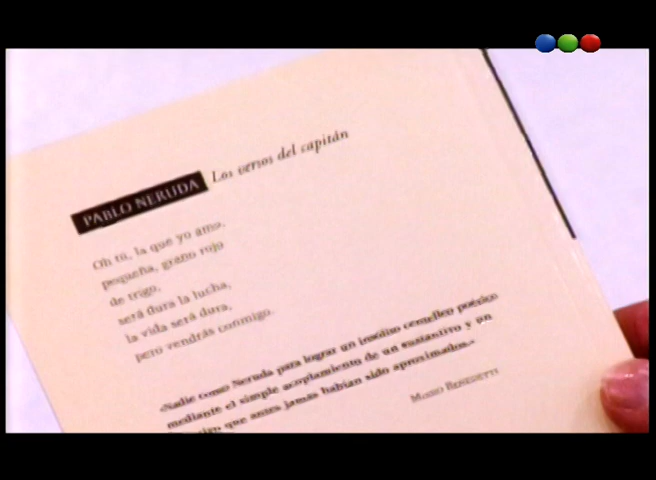 PABLO NERUDA Los versos del capitán
Oh tú, la que yo amo,
pequeña, grano rojo
de trigo,
será dura la lucha,
la vida será dura,
pero vendrás conmigo.
«Nadie como Neruda para lograr un insólito centelleo poético
mediante el simple acoplamiento de un sustantivo y un
que antes jamás habían sido aproximados.»
MARIO BENEDETTI